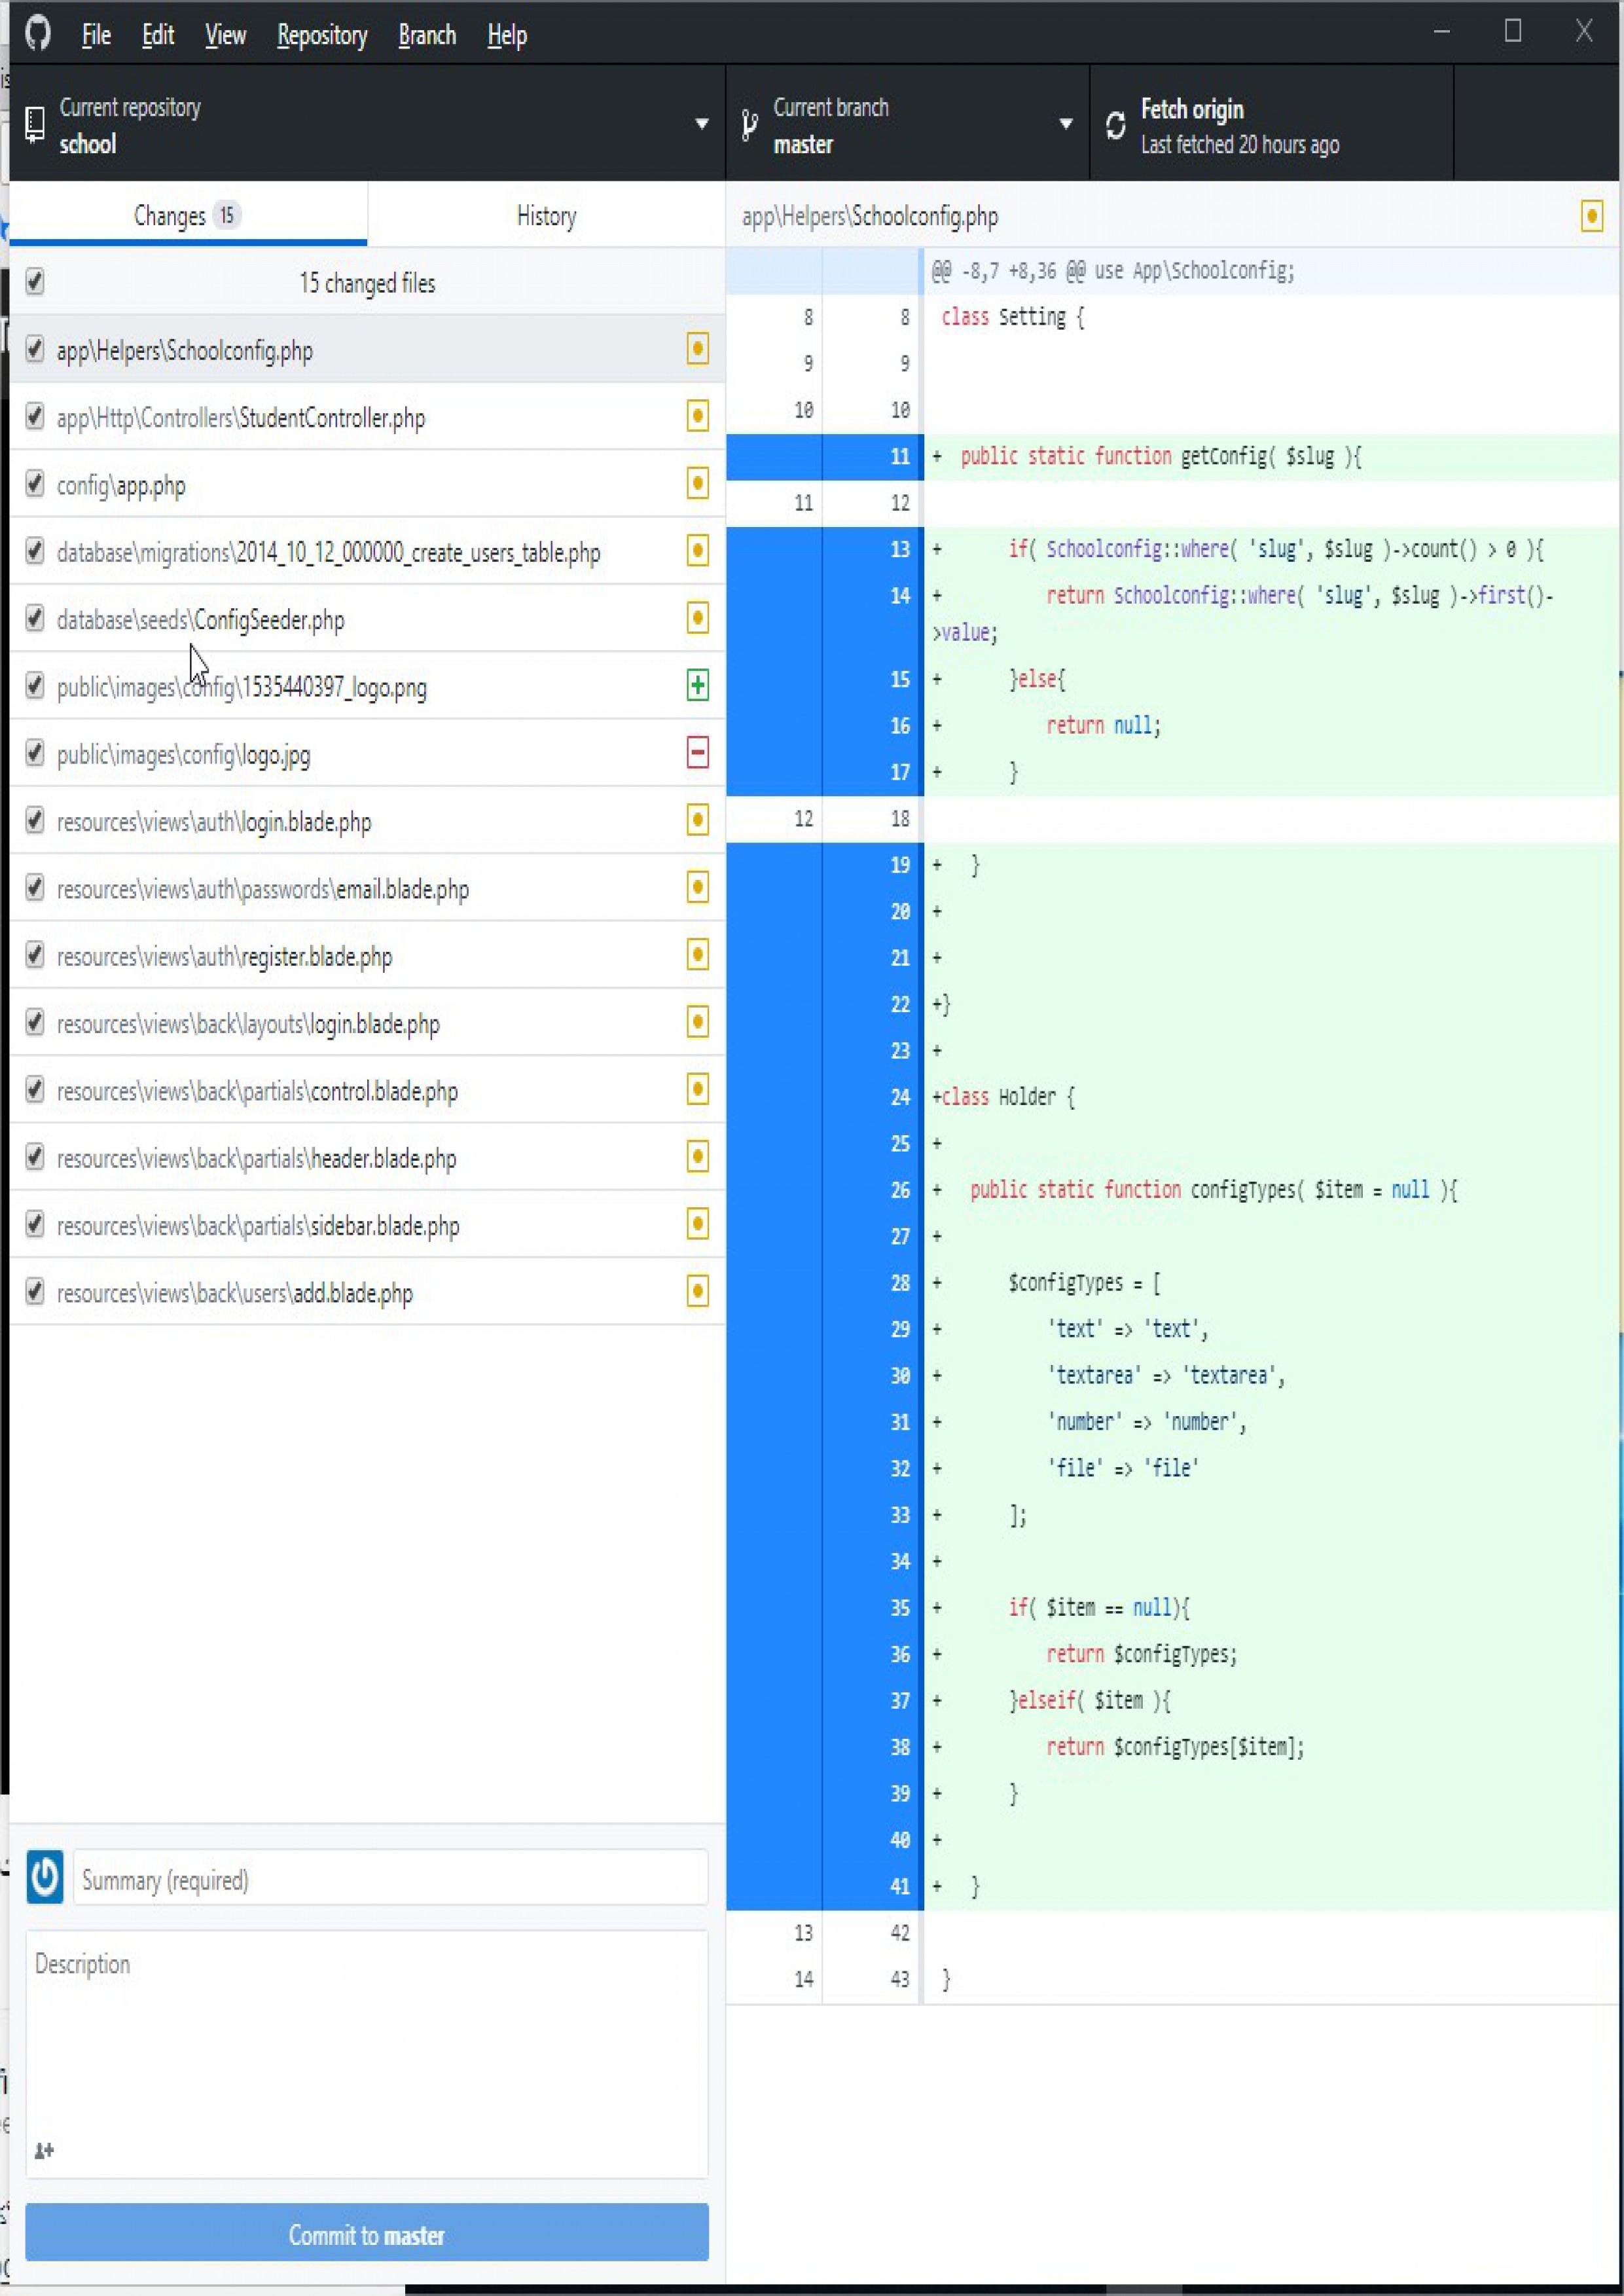 File Edit View Repository Branch Help
Current repository
school
Current branch
master
Fetch origin
Last fetched 20 hours ago
Changes 15
History
15 changed files
app\Helpers\Schoolconfig.php
app\Http\Controllers\StudentController.php
config\app.php
database\migrations\2014_10_12_000000_create_users_table.php
database\seeds\ConfigSeeder.php
public\images\config\1535440397_logo.png
public\images\config\logo.jpg
resources\views\auth\login.blade.php
resources\views\auth\passwords\email.blade.php
resources\views\auth\register.blade.php
resources\views\back\layouts\login.blade.php
resources\views\back\partials\control.blade.php
resources\views\back\partials\header.blade.php
resources\views\back\partials\sidebar.blade.php
resources\views\back\users\add.blade.php
Summary (required)
Description
Commit to master
app\Helpers\Schoolconfig.php
@@ -8,7 +8,36 @@ use App\Schoolconfig;
8 8 class Setting {
9 9
10 10
11 + public static function getConfig( $slug ){
11 12
13 + if( Schoolconfig::where( 'slug', $slug )->count() > 0 ){
14 + return Schoolconfig::where( 'slug', $slug )->first()-
>value;
15 + }else{
16 + return null;
17 + }
12 18
19 + }
20 +
21 +
22 +}
23 +
24 +class Holder {
25 +
26 + public static function configTypes( $item = null ){
27 +
28 + $configTypes = [
29 + 'text' => 'text',
30 + 'textarea' => 'textarea',
31 + 'number' => 'number',
32 + 'file' => 'file'
33 + ];
34 +
35 + if( $item == null){
36 + return $configTypes;
37 + }elseif( $item ){
38 + return $configTypes[$item];
39 + }
40 +
41 + }
13 42
14 43 }